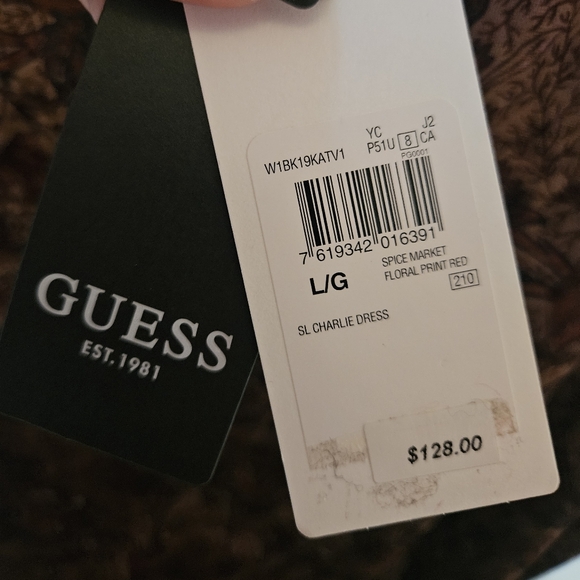 GUESS
EST. 1981
YC
J2
W1BK19KATV1
P51U 8 CA
PG0001
7 619342 016391
L/G
SPICE MARKET
FLORAL PRINT RED
210
SL CHARLIE DRESS
$128.00